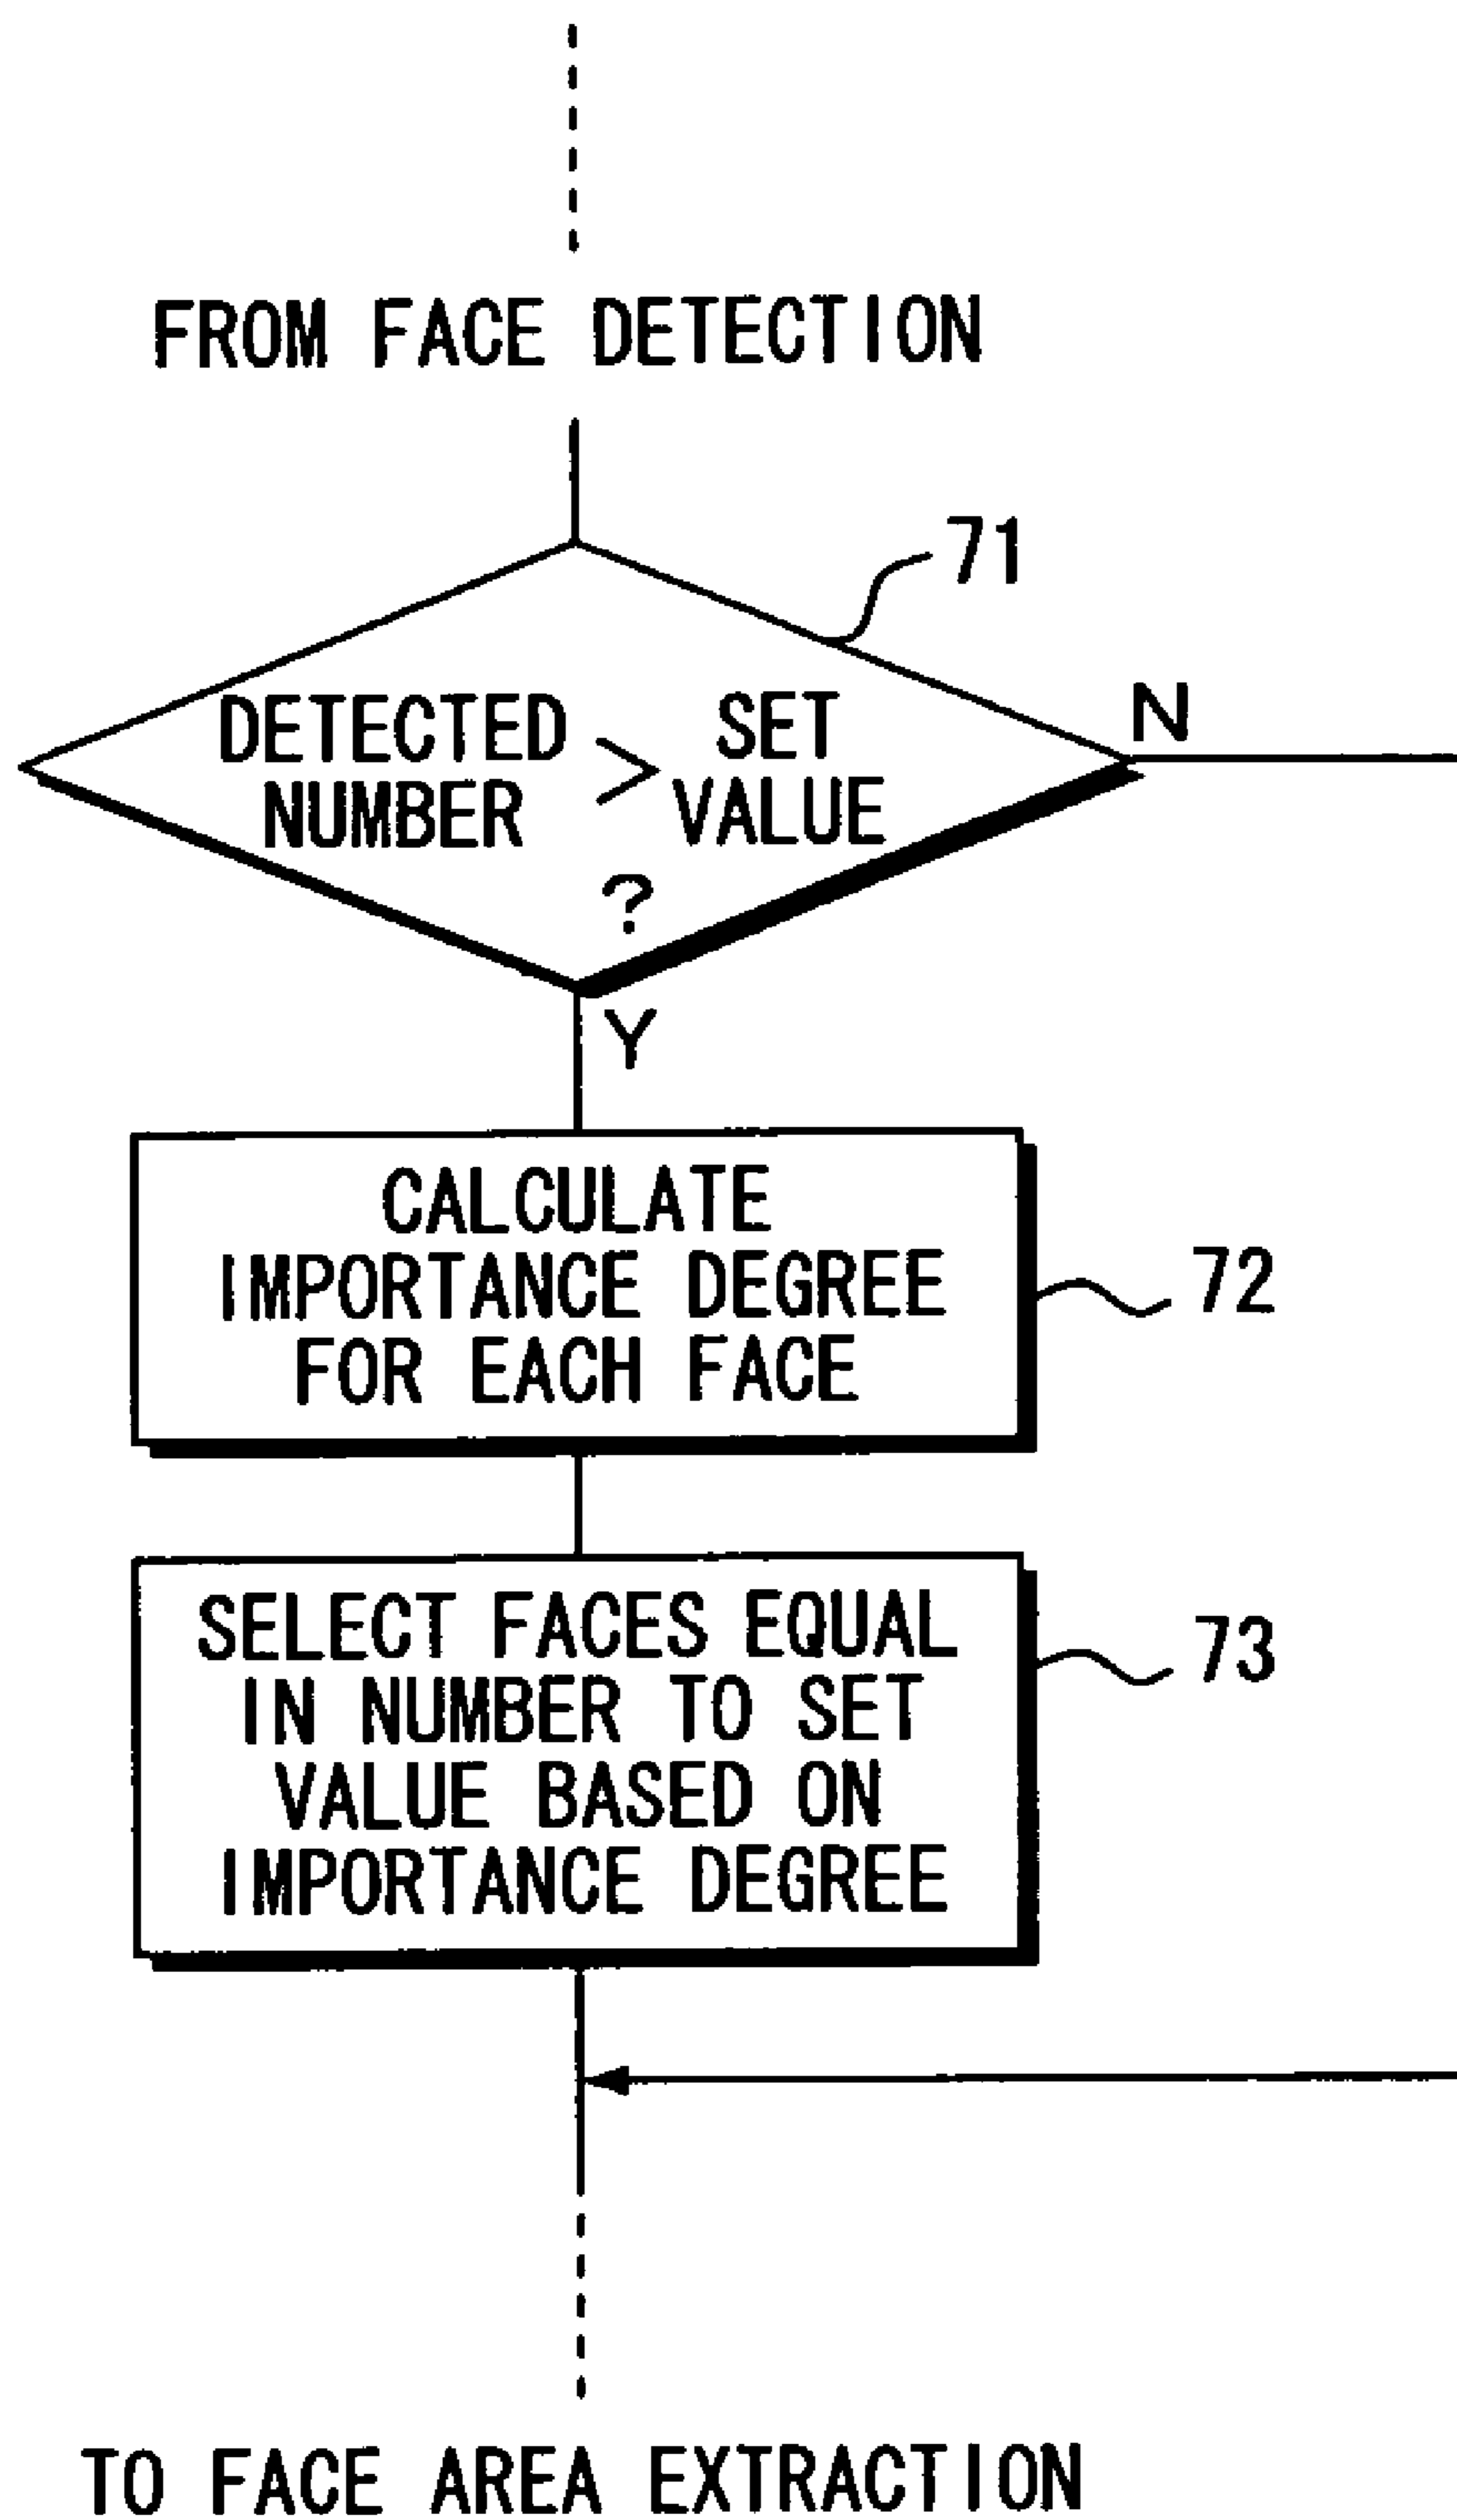 FROM FACE DETECTION
71
DETECTED
NUMBER
>
SET
VALUE
?
N
Y
CALCULATE
IMPORTANCE DEGREE
FOR EACH FACE
72
SELECT FACES EQUAL
IN NUMBER TO SET
VALUE BASED ON
IMPORTANCE DEGREE
73
TO FACE AREA EXTRACTION